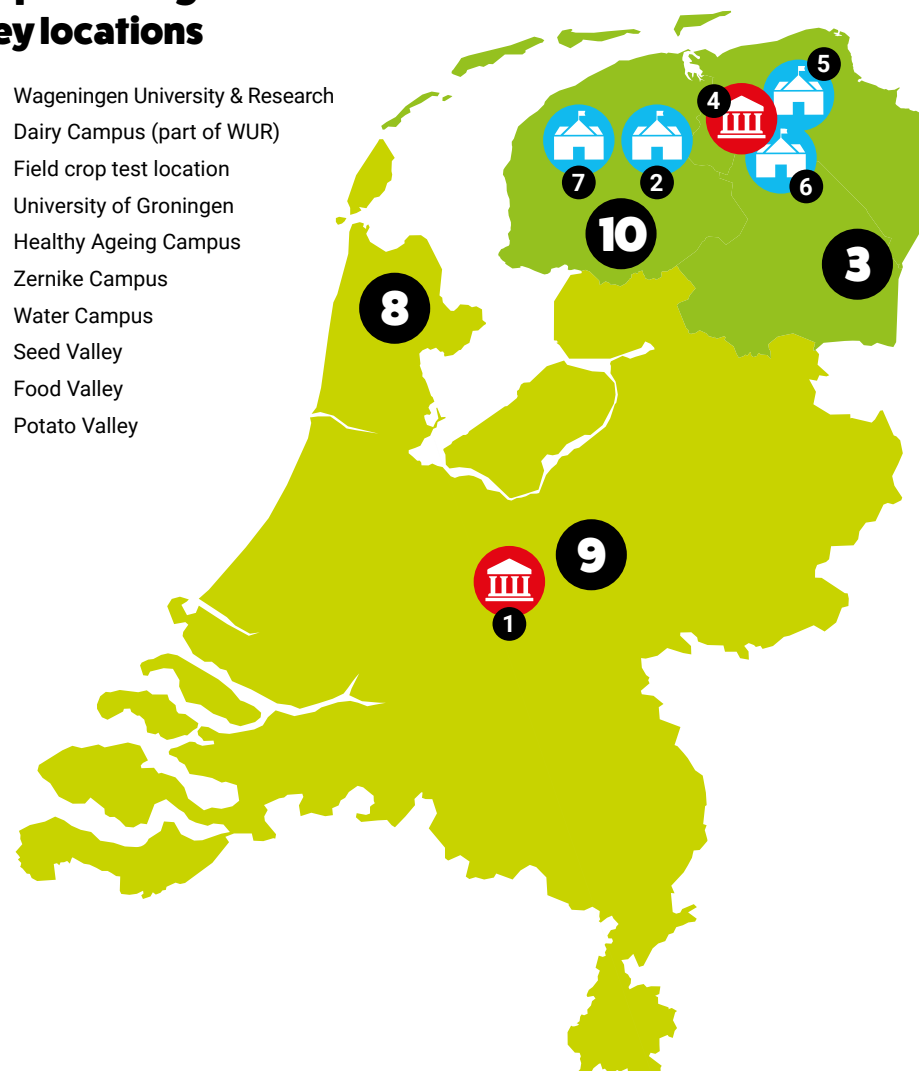 ey locations
Wageningen University & Research
Dairy Campus (part of WUR)
Field crop test location
University of Groningen
Healthy Ageing Campus
Zernike Campus
Water Campus
Seed Valley
Food Valley
Potato Valley
5
4
7
2
6
10
3
8
9
1